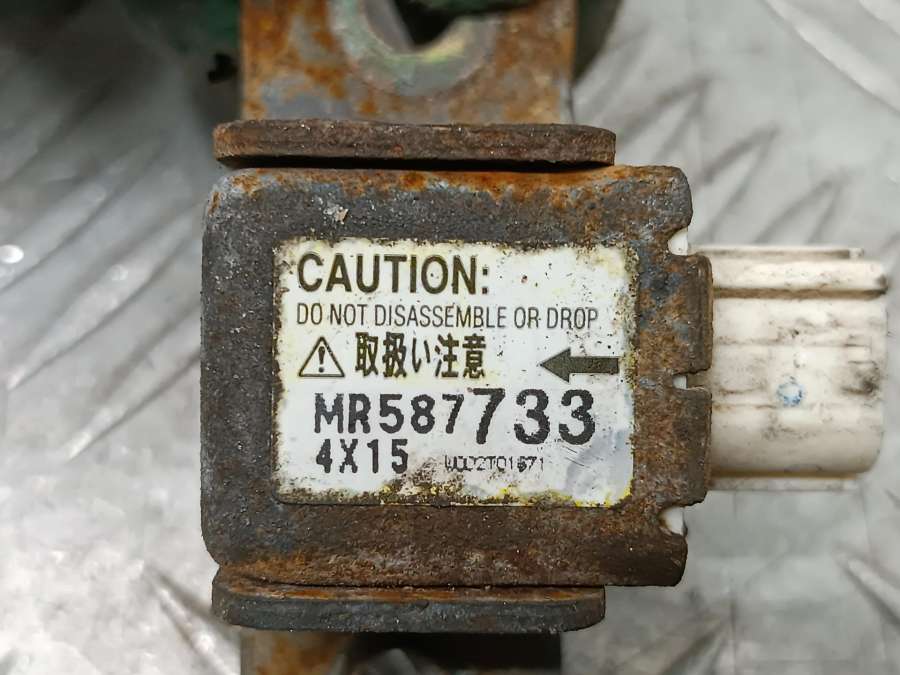 CAUTION:
DO NOT DISASSEMBLE OR DROP
取扱い注意
MR587733
4X15